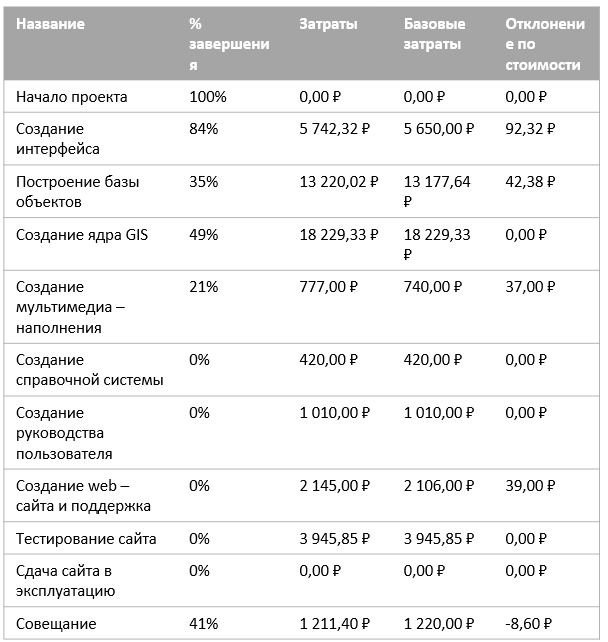 Название % завершени я Затраты Базовые затраты Отклонени е по стоимости
Начало проекта 100% 0,00 ₽ 0,00 ₽ 0,00 ₽
Создание интерфейса 84% 5 742,32 ₽ 5 650,00 ₽ 92,32 ₽
Построение базы объектов 35% 13 220,02 ₽ 13 177,64 ₽ 42,38 ₽
Создание ядра GIS 49% 18 229,33 ₽ 18 229,33 ₽ 0,00 ₽
Создание мультимедиа – наполнения 21% 777,00 ₽ 740,00 ₽ 37,00 ₽
Создание справочной системы 0% 420,00 ₽ 420,00 ₽ 0,00 ₽
Создание руководства пользователя 0% 1 010,00 ₽ 1 010,00 ₽ 0,00 ₽
Создание web – сайта и поддержка 0% 2 145,00 ₽ 2 106,00 ₽ 39,00 ₽
Тестирование сайта 0% 3 945,85 ₽ 3 945,85 ₽ 0,00 ₽
Сдача сайта в эксплуатацию 0% 0,00 ₽ 0,00 ₽ 0,00 ₽
Совещание 41% 1 211,40 ₽ 1 220,00 ₽ -8,60 ₽